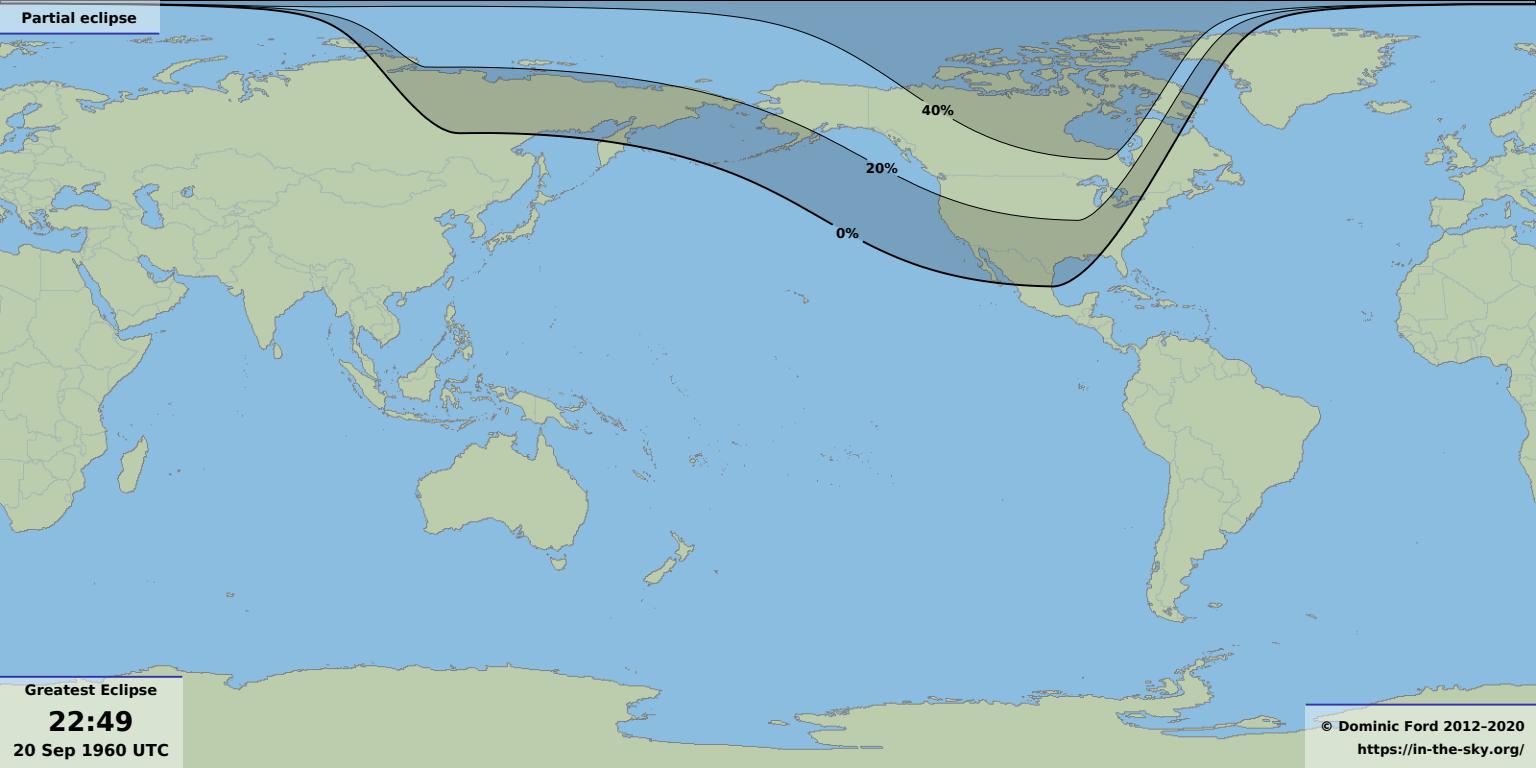 Partial eclipse
40%
20%
0%
Greatest Eclipse
22:49
20 Sep 1960 UTC
© Dominic Ford 2012–2020
https://in-the-sky.org/